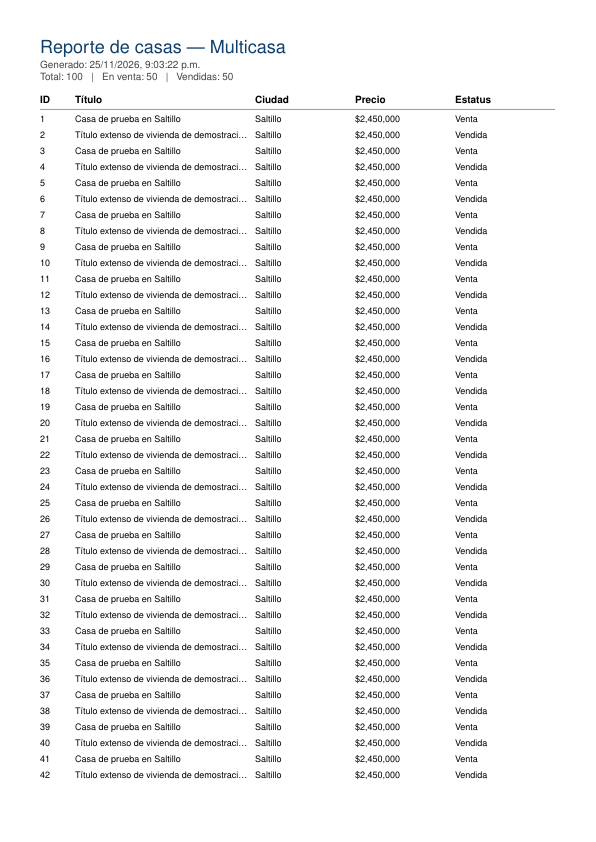 Reporte de casas — Multicasa
Generado: 25/11/2026, 9:03:22 p.m.
Total: 100 | En venta: 50 | Vendidas: 50
ID Título Ciudad Precio Estatus
1 Casa de prueba en Saltillo Saltillo $2,450,000 Venta
2 Título extenso de vivienda de demostraci… Saltillo $2,450,000 Vendida
3 Casa de prueba en Saltillo Saltillo $2,450,000 Venta
4 Título extenso de vivienda de demostraci… Saltillo $2,450,000 Vendida
5 Casa de prueba en Saltillo Saltillo $2,450,000 Venta
6 Título extenso de vivienda de demostraci… Saltillo $2,450,000 Vendida
7 Casa de prueba en Saltillo Saltillo $2,450,000 Venta
8 Título extenso de vivienda de demostraci… Saltillo $2,450,000 Vendida
9 Casa de prueba en Saltillo Saltillo $2,450,000 Venta
10 Título extenso de vivienda de demostraci… Saltillo $2,450,000 Vendida
11 Casa de prueba en Saltillo Saltillo $2,450,000 Venta
12 Título extenso de vivienda de demostraci… Saltillo $2,450,000 Vendida
13 Casa de prueba en Saltillo Saltillo $2,450,000 Venta
14 Título extenso de vivienda de demostraci… Saltillo $2,450,000 Vendida
15 Casa de prueba en Saltillo Saltillo $2,450,000 Venta
16 Título extenso de vivienda de demostraci… Saltillo $2,450,000 Vendida
17 Casa de prueba en Saltillo Saltillo $2,450,000 Venta
18 Título extenso de vivienda de demostraci… Saltillo $2,450,000 Vendida
19 Casa de prueba en Saltillo Saltillo $2,450,000 Venta
20 Título extenso de vivienda de demostraci… Saltillo $2,450,000 Vendida
21 Casa de prueba en Saltillo Saltillo $2,450,000 Venta
22 Título extenso de vivienda de demostraci… Saltillo $2,450,000 Vendida
23 Casa de prueba en Saltillo Saltillo $2,450,000 Venta
24 Título extenso de vivienda de demostraci… Saltillo $2,450,000 Vendida
25 Casa de prueba en Saltillo Saltillo $2,450,000 Venta
26 Título extenso de vivienda de demostraci… Saltillo $2,450,000 Vendida
27 Casa de prueba en Saltillo Saltillo $2,450,000 Venta
28 Título extenso de vivienda de demostraci… Saltillo $2,450,000 Vendida
29 Casa de prueba en Saltillo Saltillo $2,450,000 Venta
30 Título extenso de vivienda de demostraci… Saltillo $2,450,000 Vendida
31 Casa de prueba en Saltillo Saltillo $2,450,000 Venta
32 Título extenso de vivienda de demostraci… Saltillo $2,450,000 Vendida
33 Casa de prueba en Saltillo Saltillo $2,450,000 Venta
34 Título extenso de vivienda de demostraci… Saltillo $2,450,000 Vendida
35 Casa de prueba en Saltillo Saltillo $2,450,000 Venta
36 Título extenso de vivienda de demostraci… Saltillo $2,450,000 Vendida
37 Casa de prueba en Saltillo Saltillo $2,450,000 Venta
38 Título extenso de vivienda de demostraci… Saltillo $2,450,000 Vendida
39 Casa de prueba en Saltillo Saltillo $2,450,000 Venta
40 Título extenso de vivienda de demostraci… Saltillo $2,450,000 Vendida
41 Casa de prueba en Saltillo Saltillo $2,450,000 Venta
42 Título extenso de vivienda de demostraci… Saltillo $2,450,000 Vendida